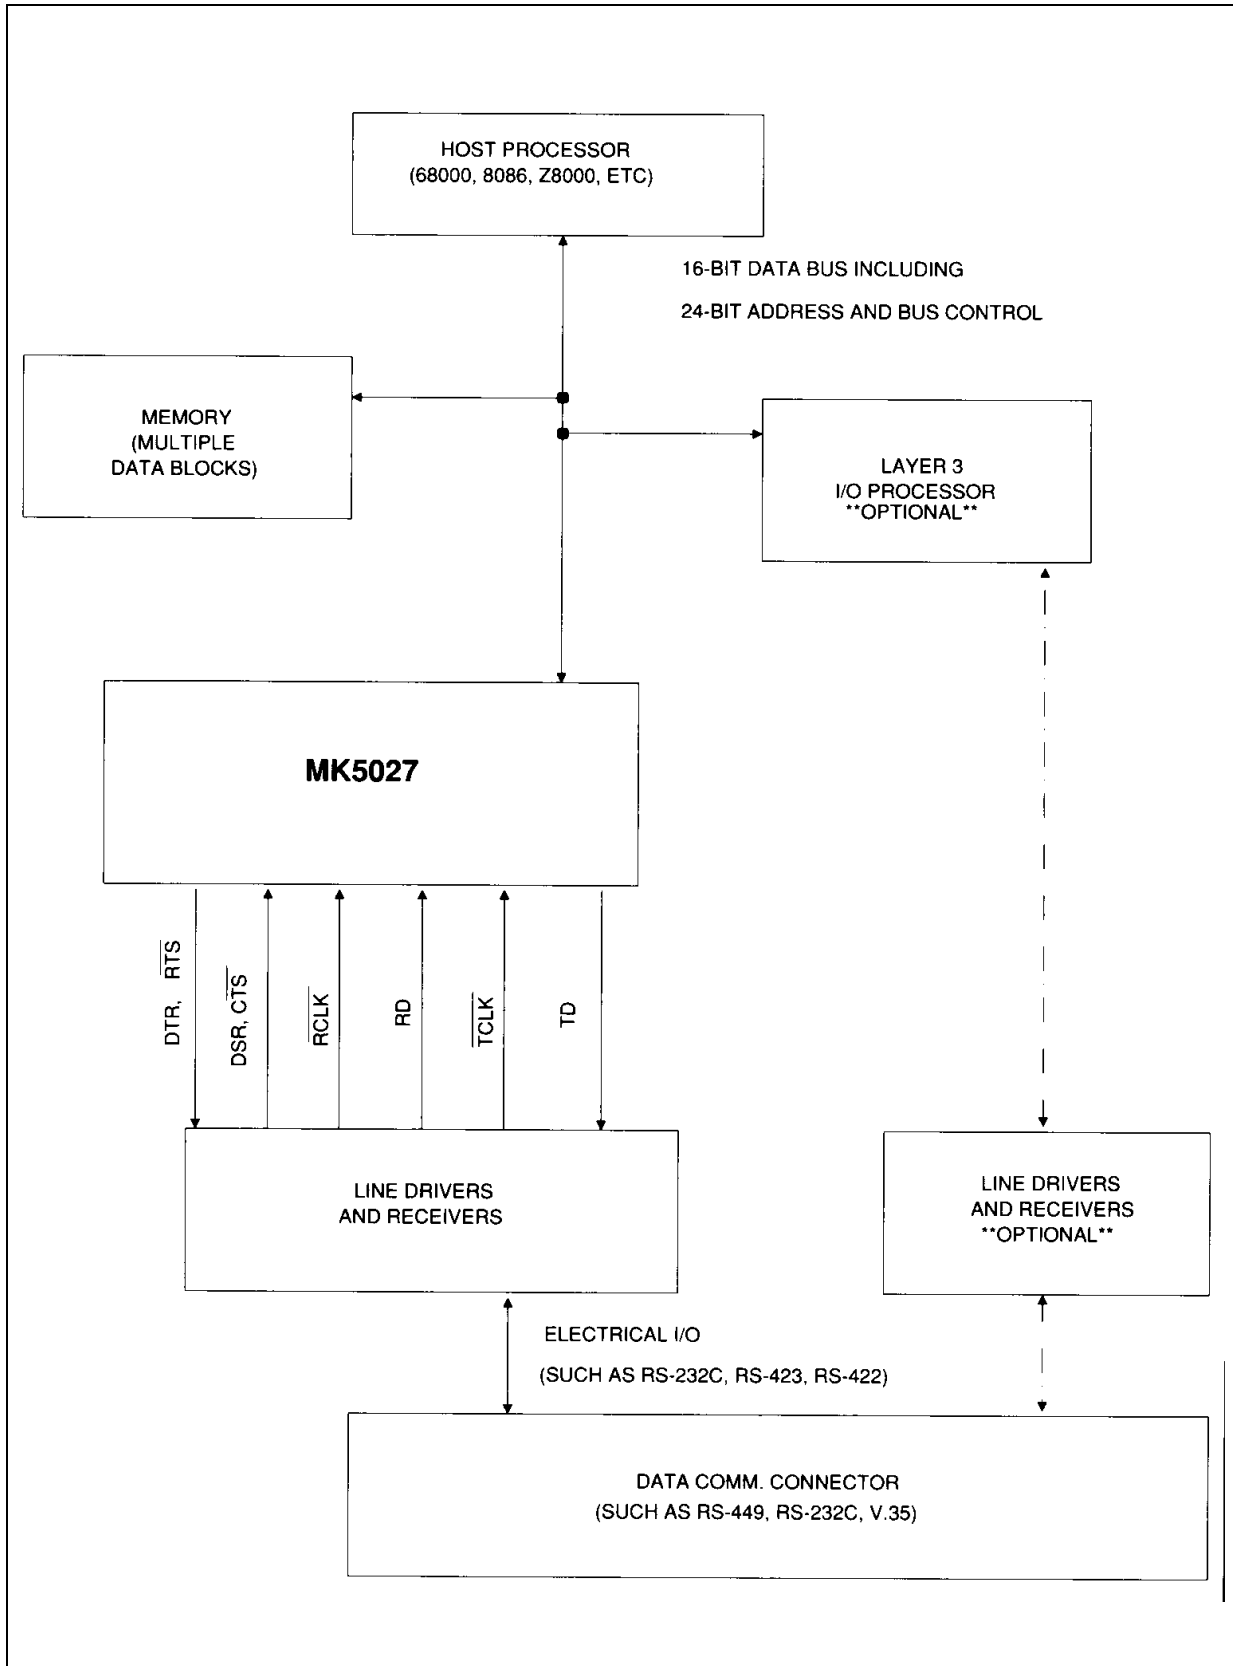 HOST PROCESSOR
(68000, 8086, Z8000, ETC)
16-BIT DATA BUS INCLUDING
24-BIT ADDRESS AND BUS CONTROL
MEMORY
(MULTIPLE
DATA BLOCKS)
LAYER 3
I/O PROCESSOR
**OPTIONAL**
MK5027
DTR, RTS
DSR, CTS
RCLK
RD
TCLK
TD
LINE DRIVERS
AND RECEIVERS
LINE DRIVERS
AND RECEIVERS
**OPTIONAL**
ELECTRICAL I/O
(SUCH AS RS-232C, RS-423, RS-422)
DATA COMM. CONNECTOR
(SUCH AS RS-449, RS-232C, V.35)